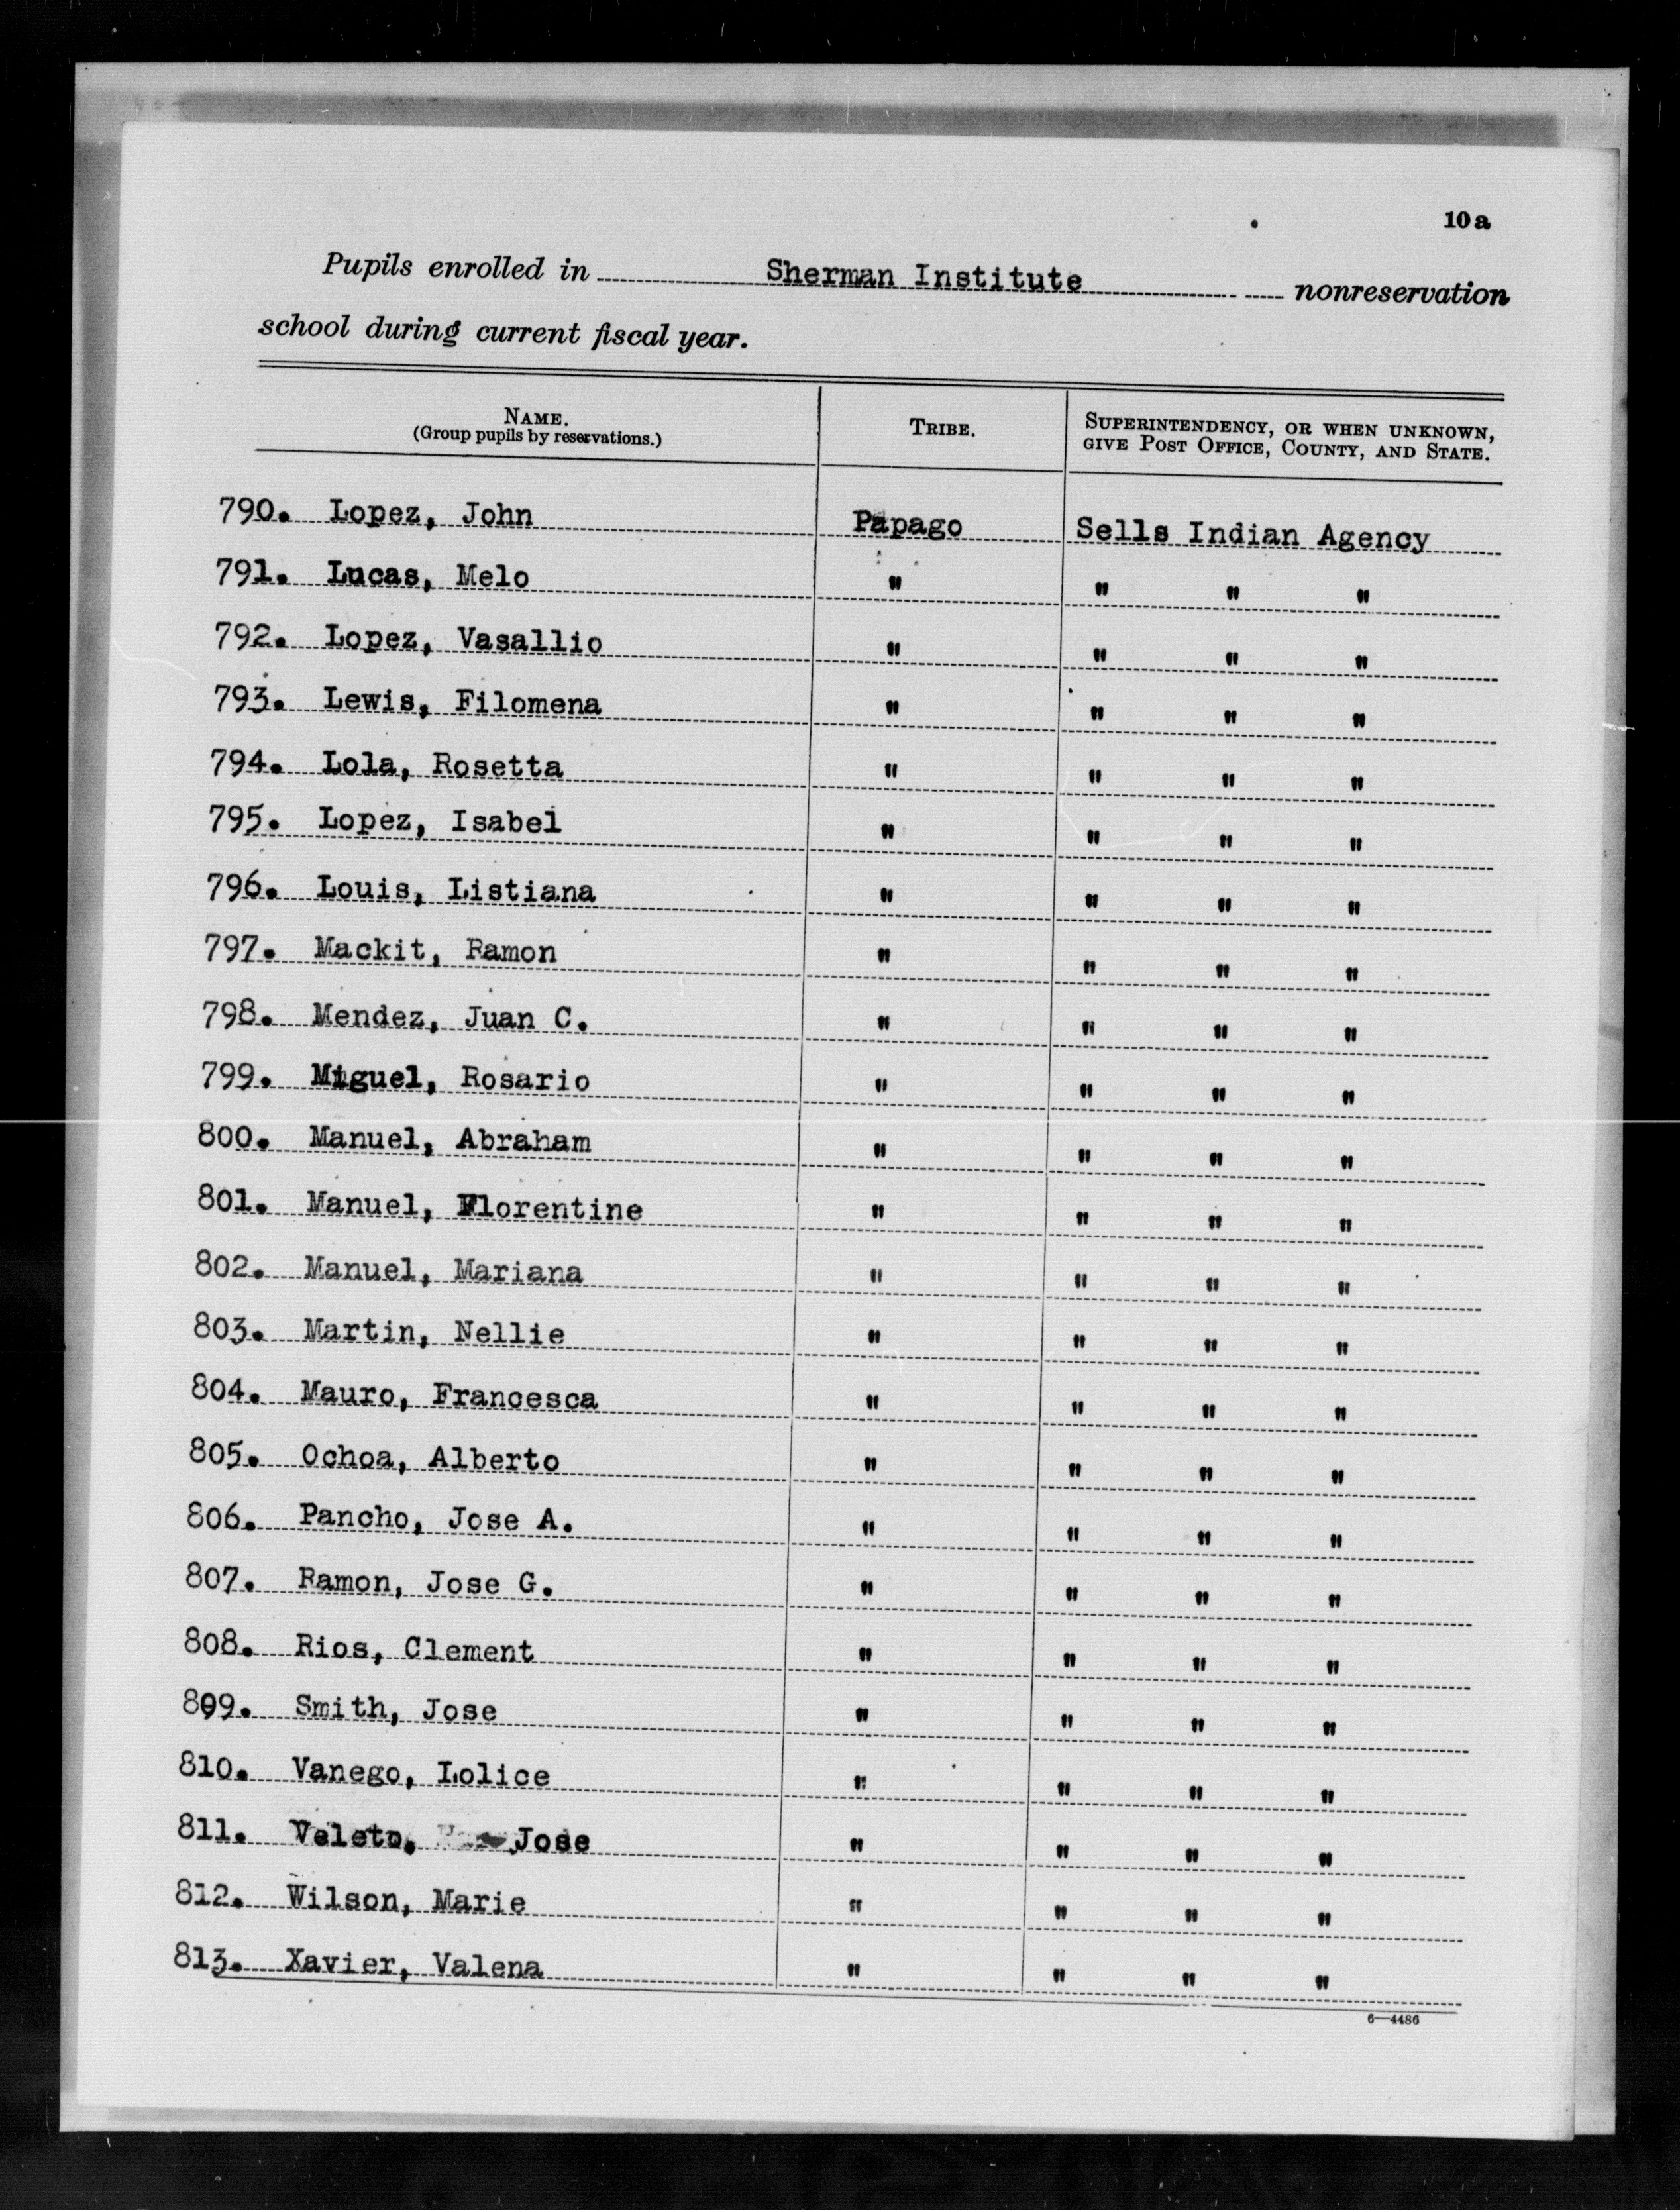 10a
Pupils enrolled in Sherman Institute nonreservation
school during current fiscal year.
NAME.
(Group pupils by reservations.)
TRIBE.
SUPERINTENDENCY, OR WHEN UNKNOWN,
GIVE POST OFFICE, COUNTY, AND STATE.
790. Lopez, John Papago Sells Indian Agency
791. Lucas, Melo " " " "
792. Lopez, Vasallio " " " "
793. Lewis, Filomena " " " "
794. Lola, Rosetta " " " "
795. Lopez, Isabel " " " "
796. Louis, Listiana " " " "
797. Mackit, Ramon " " " "
798. Mendez, Juan C. " " " "
799. Miguel, Rosario " " " "
800. Manuel, Abraham " " " "
801. Manuel, Florentine " " " "
802. Manuel, Mariana " " " "
803. Martin, Nellie " " " "
804. Mauro, Francesca " " " "
805. Ochoa, Alberto " " " "
806. Pancho, Jose A. " " " "
807. Ramon, Jose G. " " " "
808. Rios, Clement " " " "
809. Smith, Jose " " " "
810. Vanego, Lolice " " " "
811. Veleto, Jose " " " "
812. Wilson, Marie " " " "
813. Xavier, Valena " " " "
6—4486